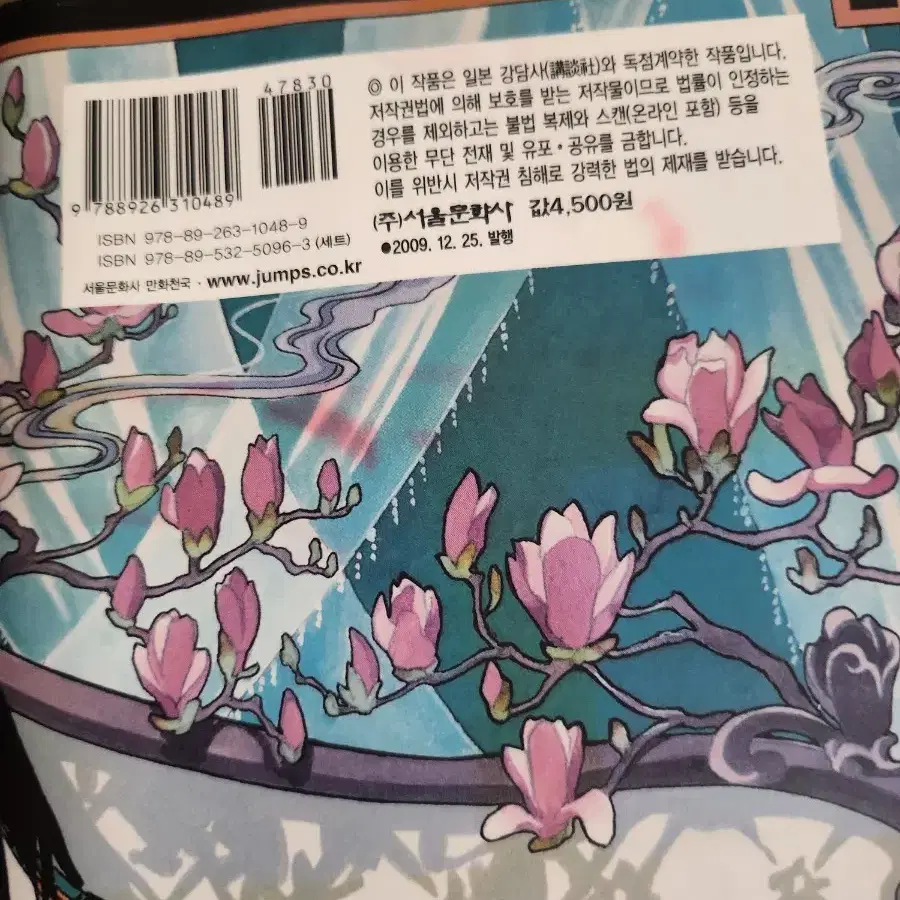 47830
9 788926 310489
ISBN 978-89-263-1048-9
ISBN 978-89-532-5096-3 (세트)
서울문화사 만화천국 · www.jumps.co.kr
ⓒ 이 작품은 일본 강담사(講談社)와 독점계약한 작품입니다.
저작권법에 의해 보호를 받는 저작물이므로 법률이 인정하는
경우를 제외하고는 불법 복제와 스캔(온라인 포함) 등을
이용한 무단 전재 및 유포·공유를 금합니다.
이를 위반시 저작권 침해로 강력한 법의 제재를 받습니다.
(주)서울문화사 값4,500원
●2009. 12. 25. 발행